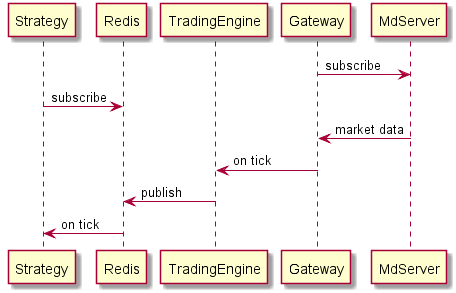 Strategy Redis TradingEngine Gateway MdServer
subscribe
subscribe
market data
on tick
publish
on tick
Strategy Redis TradingEngine Gateway MdServer